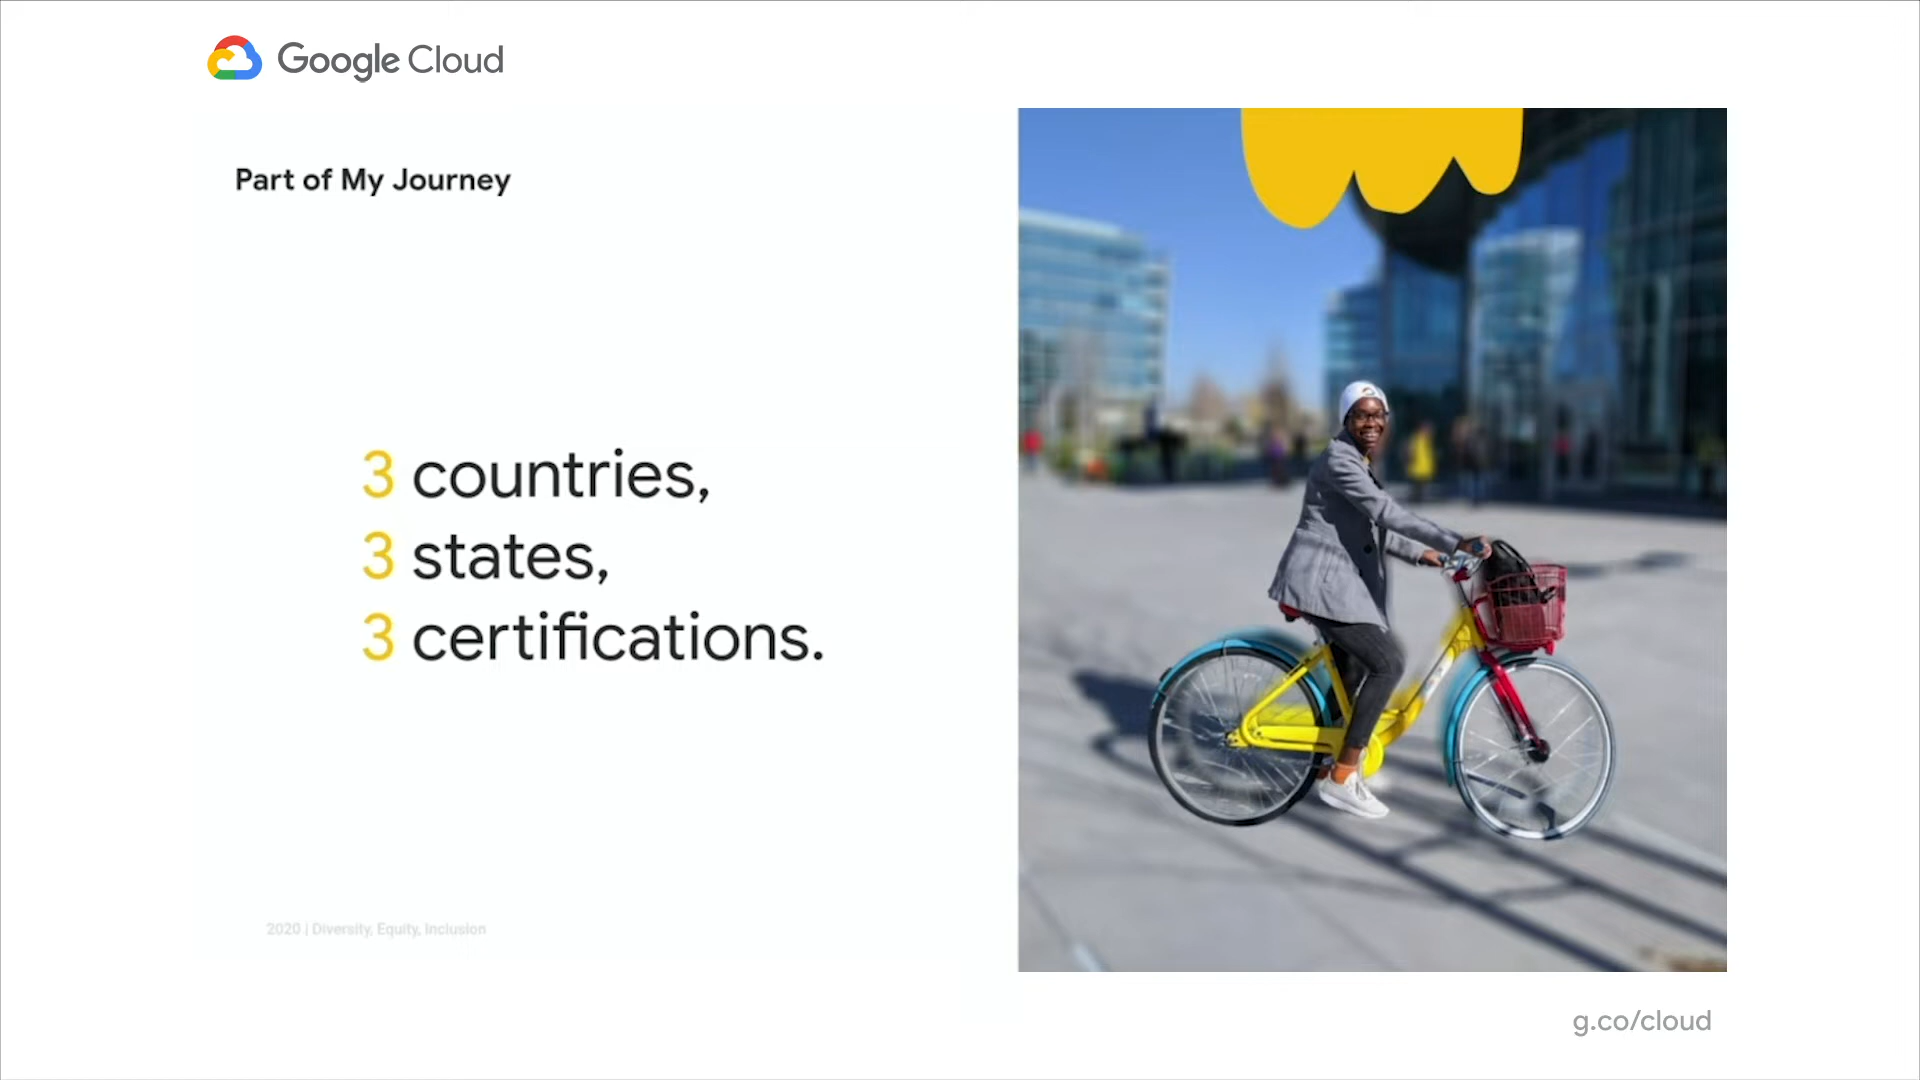 Google Cloud
Part of My Journey
3 countries,
3 states,
3 certifications.
2020 | Diversity, Equity, Inclusion
g.co/cloud